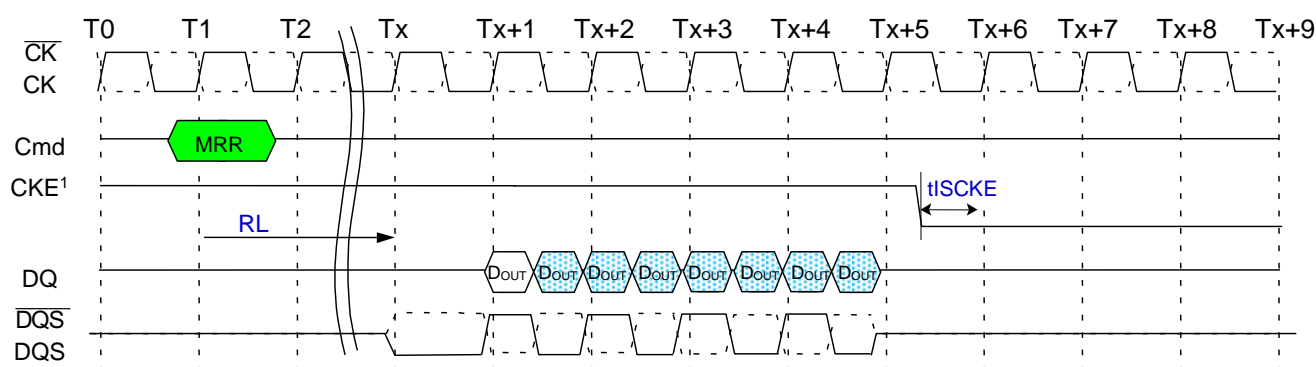 T0 T1 T2 Tx Tx+1 Tx+2 Tx+3 Tx+4 Tx+5 Tx+6 Tx+7 Tx+8 Tx+9
CK
CK
Cmd MRR
CKE¹ tISCKE
RL
DQ DOUT DOUT DOUT DOUT DOUT DOUT DOUT DOUT
DQS
DQS